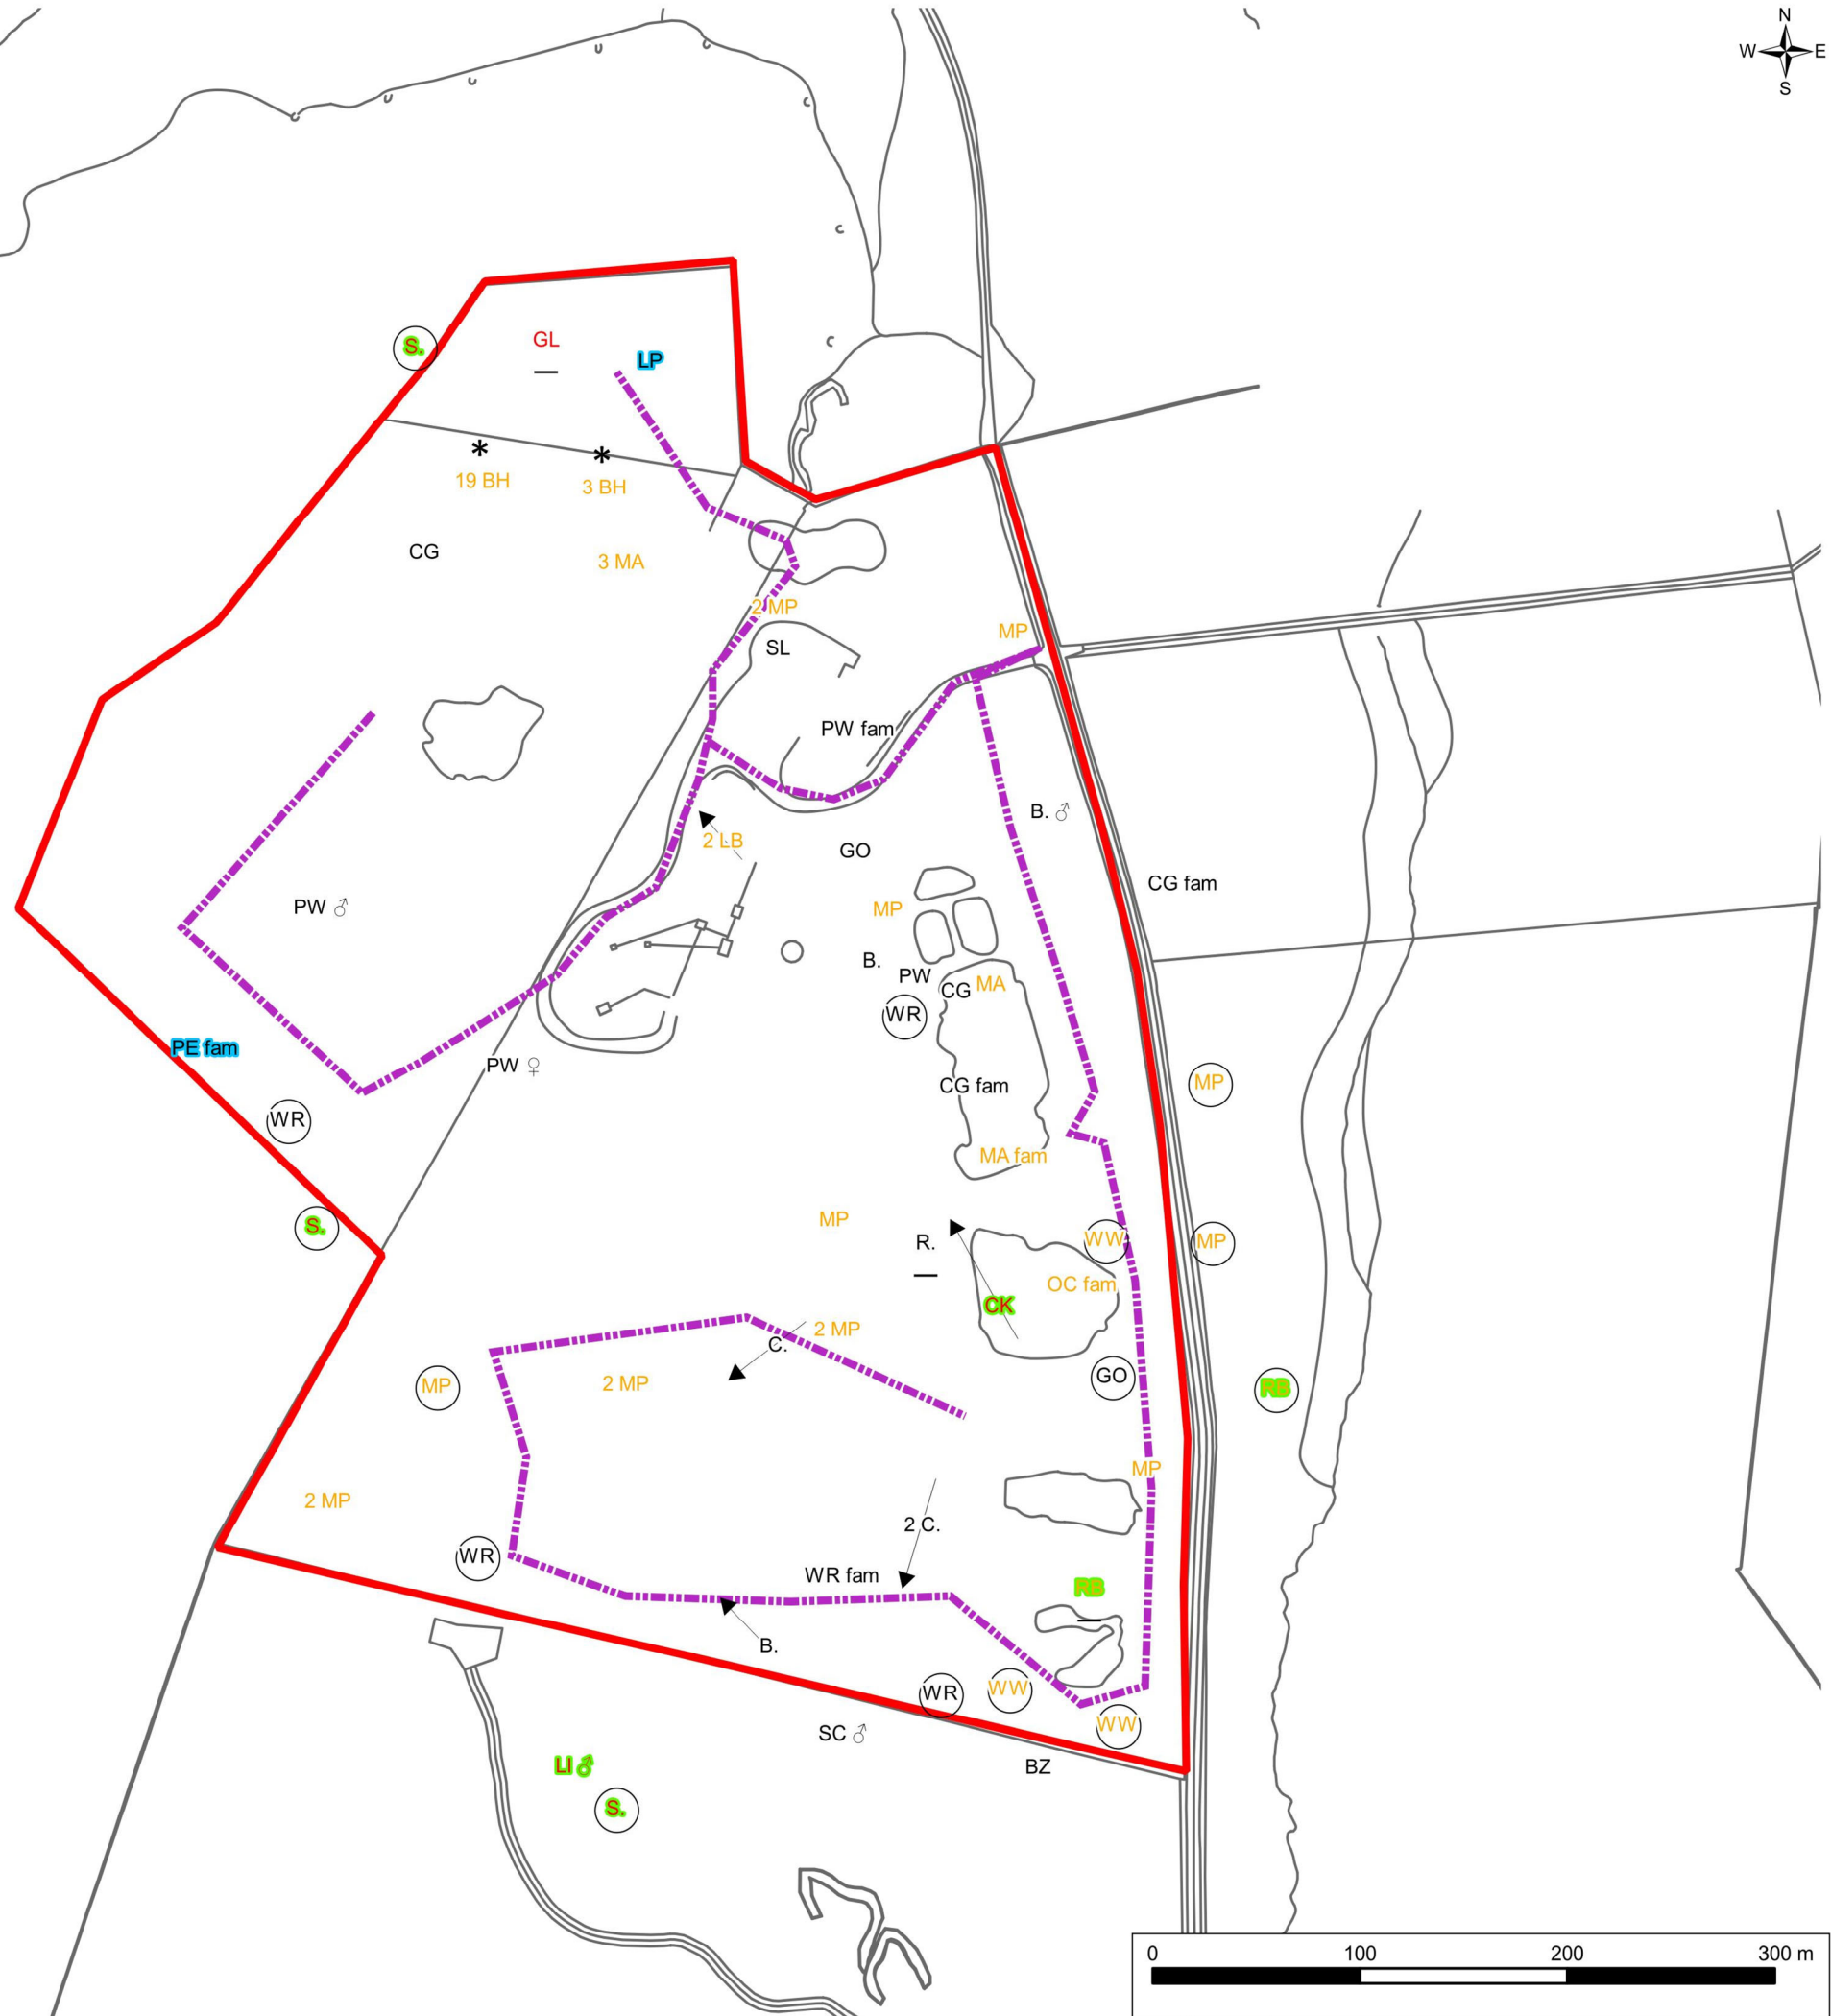 N
W E
S
S.
GL
LP
*
*
19 BH
3 BH
CG
3 MA
2 MP
MP
SL
PW fam
B. ♂
2 LB
GO
CG fam
PW ♂
MP
B.
PW
CG
MA
WR
PE fam
PW ♀
CG fam
MP
WR
MA fam
MP
S.
R.
WW
MP
OC fam
CK
2 MP
C.
2 MP
MP
GO
RB
MP
2 MP
2 C.
WR
WR fam
RB
B.
WR
WW
WW
SC ♂
LI ♂
BZ
S.
0 100 200 300 m